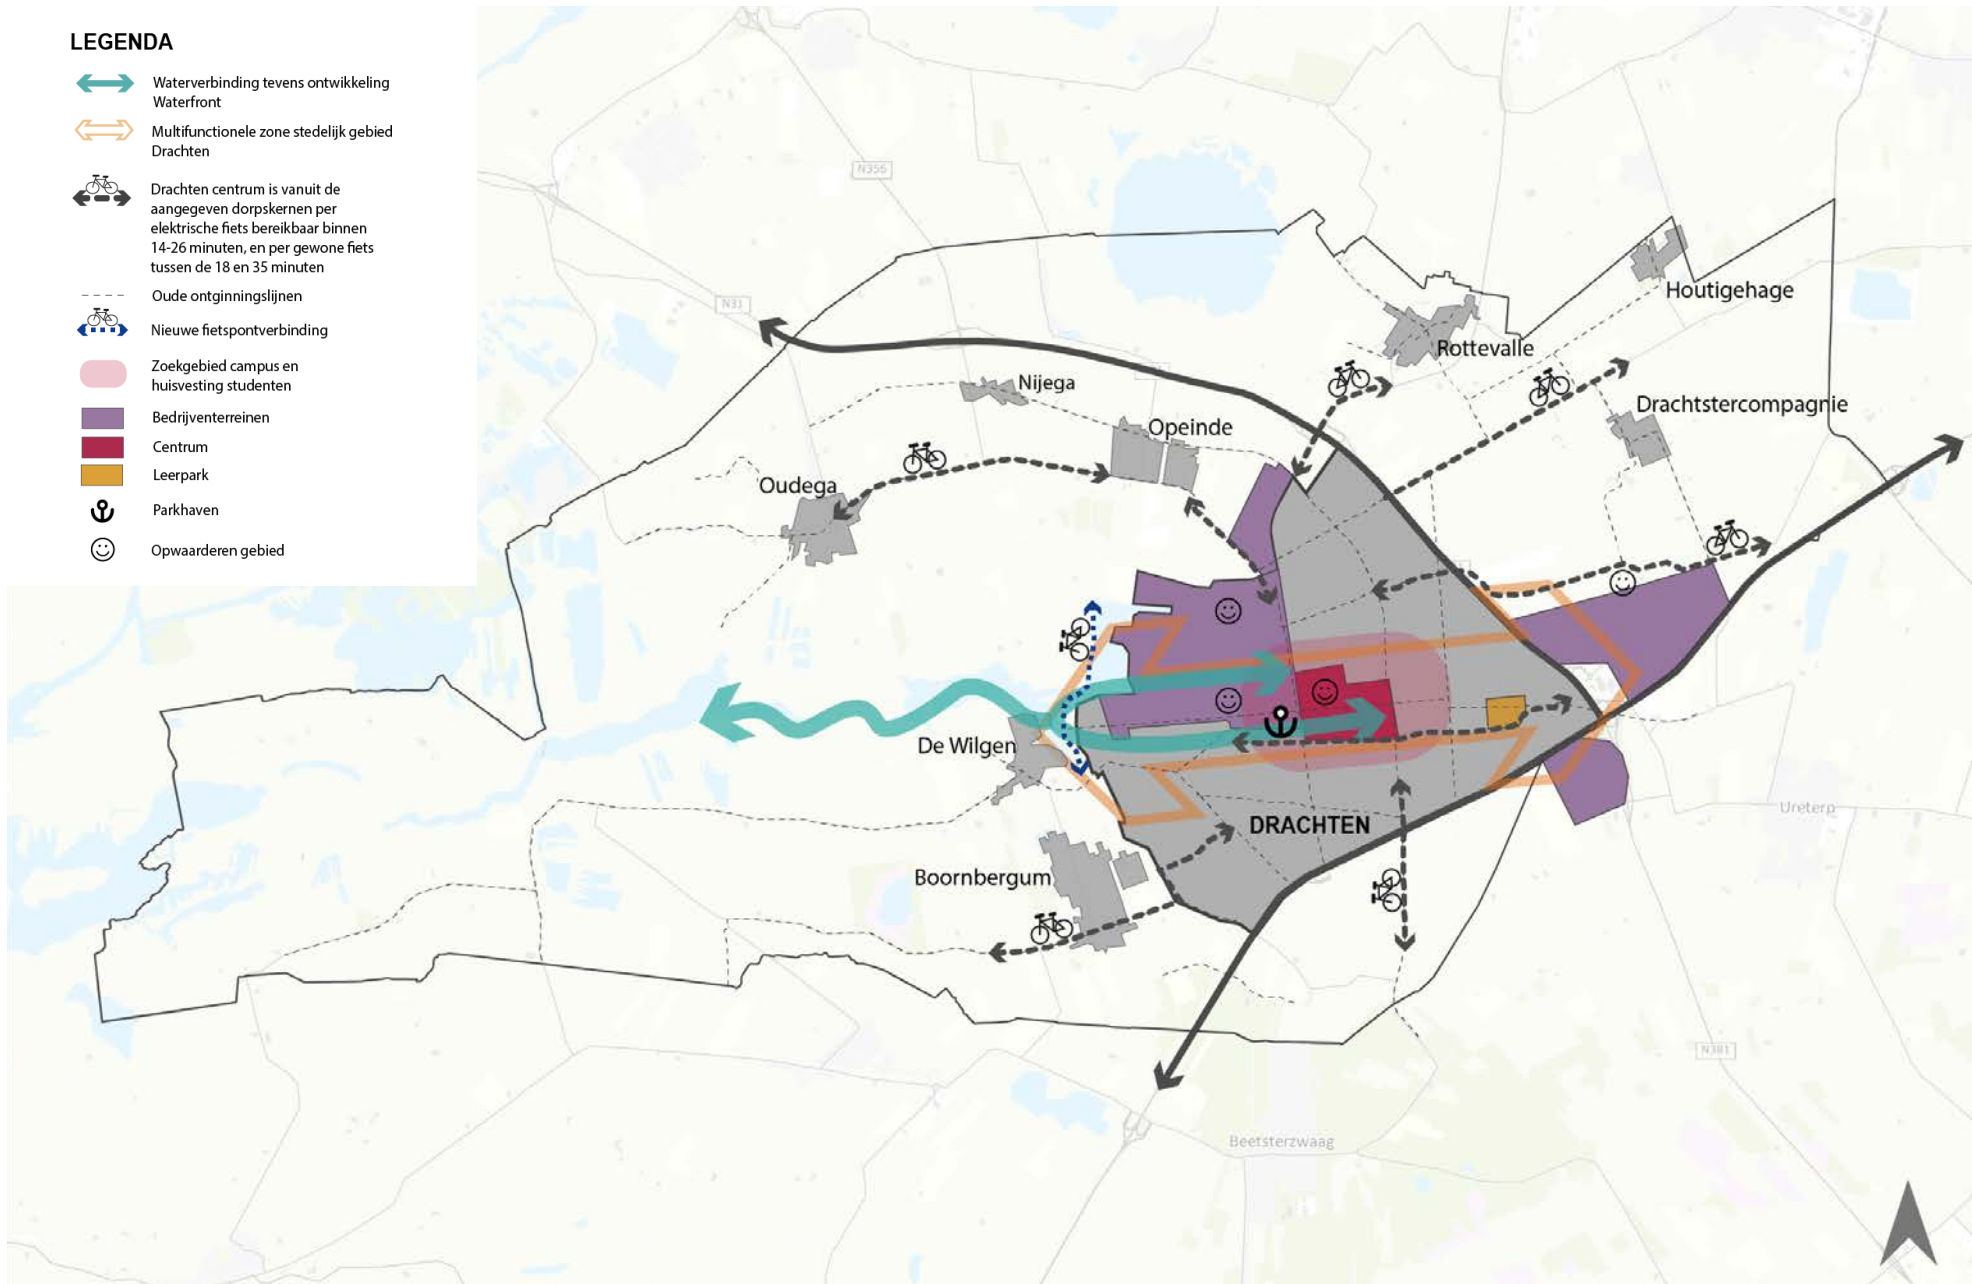 LEGENDA
Waterverbinding tevens ontwikkeling
Waterfront
Multifunctionele zone stedelijk gebied
Drachten
Drachten centrum is vanuit de
aangegeven dorpskernen per
elektrische fiets bereikbaar binnen
14-26 minuten, en per gewone fiets
tussen de 18 en 35 minuten
Oude ontginningslijnen
Nieuwe fietspontverbinding
Zoekgebied campus en
huisvesting studenten
Bedrijventerreinen
Centrum
Leerpark
Parkhaven
Opwaarderen gebied
N356
N31
Houtigehage
Rottevalle
Nijega
Drachtstercompagnie
Opeinde
Oudega
De Wilgen
Ureterp
DRACHTEN
Boornbergum
N381
Beetsterzwaag